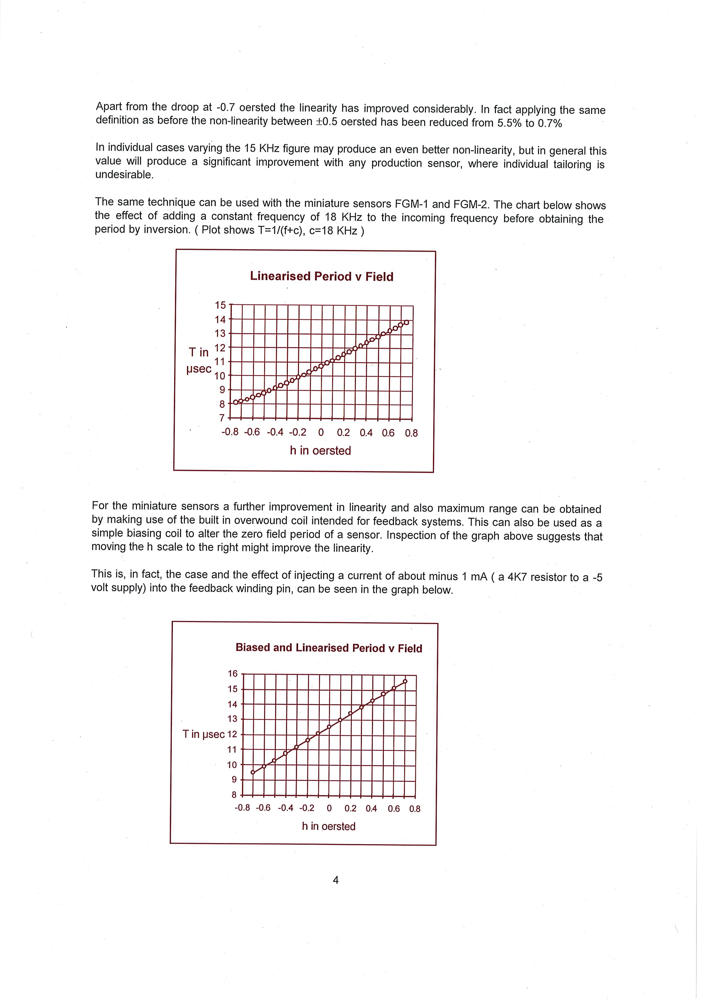 Apart from the droop at -0.7 oersted the linearity has improved considerably. In fact applying the same
definition as before the non-linearity between ±0.5 oersted has been reduced from 5.5% to 0.7%
In individual cases varying the 15 KHz figure may produce an even better non-linearity, but in general this
value will produce a significant improvement with any production sensor, where individual tailoring is
undesirable.
The same technique can be used with the miniature sensors FGM-1 and FGM-2. The chart below shows
the effect of adding a constant frequency of 18 KHz to the incoming frequency before obtaining the
period by inversion. ( Plot shows T=1/(f+c), c=18 KHz )
Linearised Period v Field
15
14
13
12
11
10
9
8
7
T in
µsec
-0.8 -0.6 -0.4 -0.2 0 0.2 0.4 0.6 0.8
h in oersted
For the miniature sensors a further improvement in linearity and also maximum range can be obtained
by making use of the built in overwound coil intended for feedback systems. This can also be used as a
simple biasing coil to alter the zero field period of a sensor. Inspection of the graph above suggests that
moving the h scale to the right might improve the linearity.
This is, in fact, the case and the effect of injecting a current of about minus 1 mA ( a 4K7 resistor to a -5
volt supply) into the feedback winding pin, can be seen in the graph below.
Biased and Linearised Period v Field
16
15
14
13
T in µsec 12
11
10
9
8
-0.8 -0.6 -0.4 -0.2 0 0.2 0.4 0.6 0.8
h in oersted
4